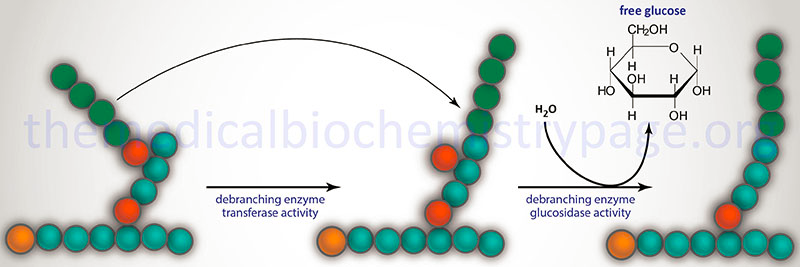 free glucose
CH₂OH
H
O
H
H
OH
H
HO
OH
H
OH
H₂O
themedicalbiochemistrypage.org
debranching enzyme
transferase activity
debranching enzyme
glucosidase activity